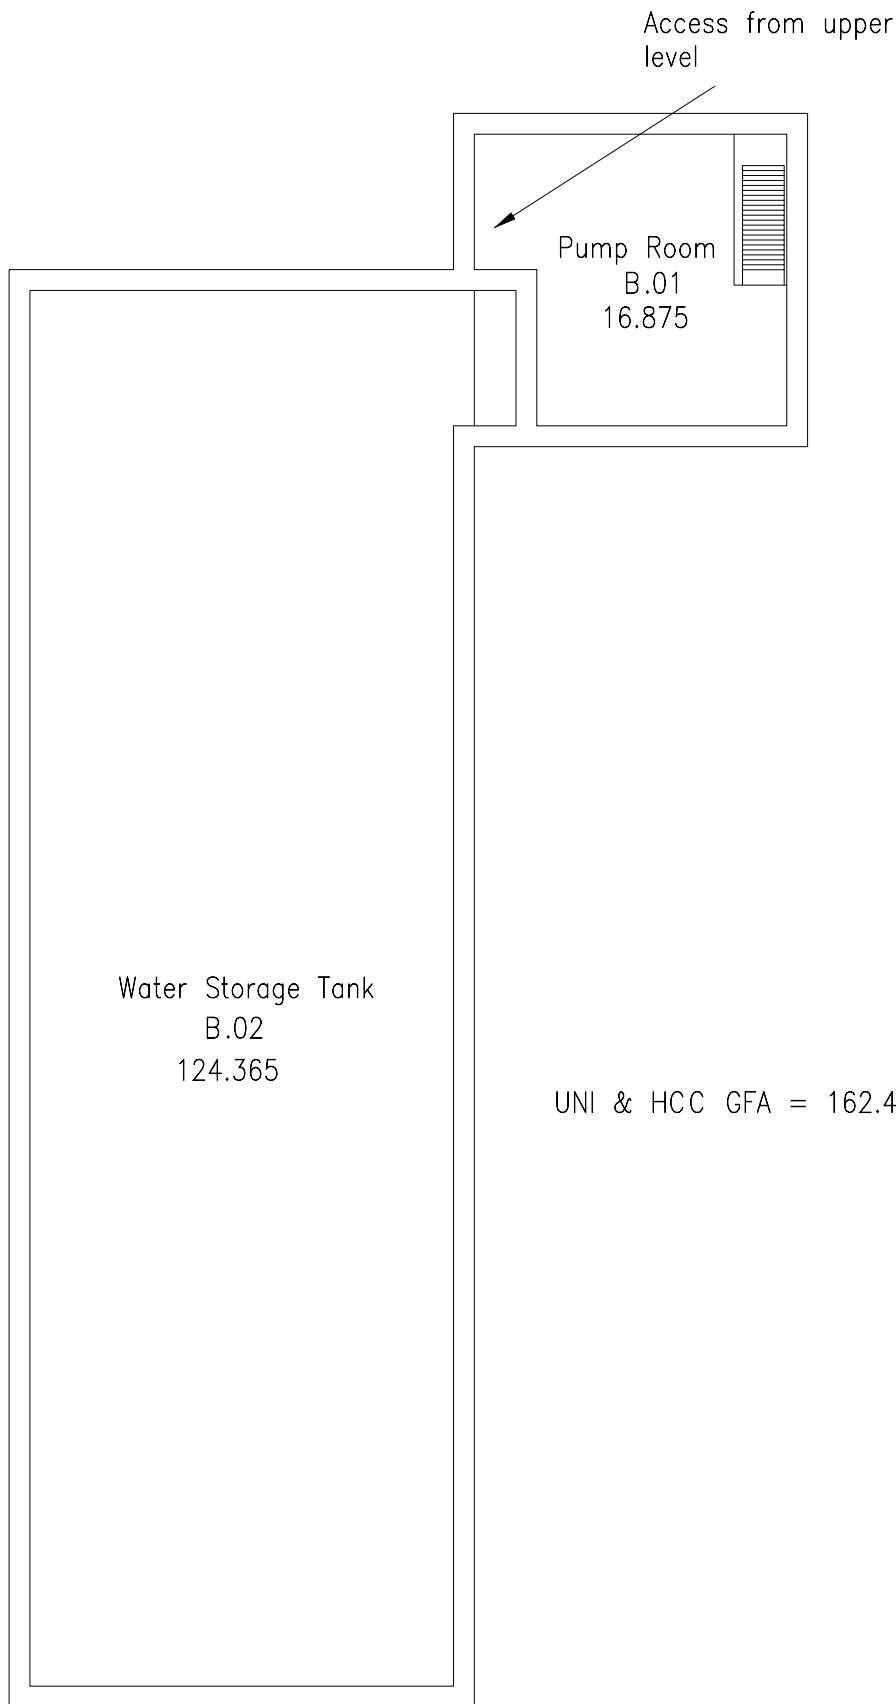 Access from upper
level
Pump Room
B.01
16.875
Water Storage Tank
B.02
124.365
UNI & HCC GFA = 162.4